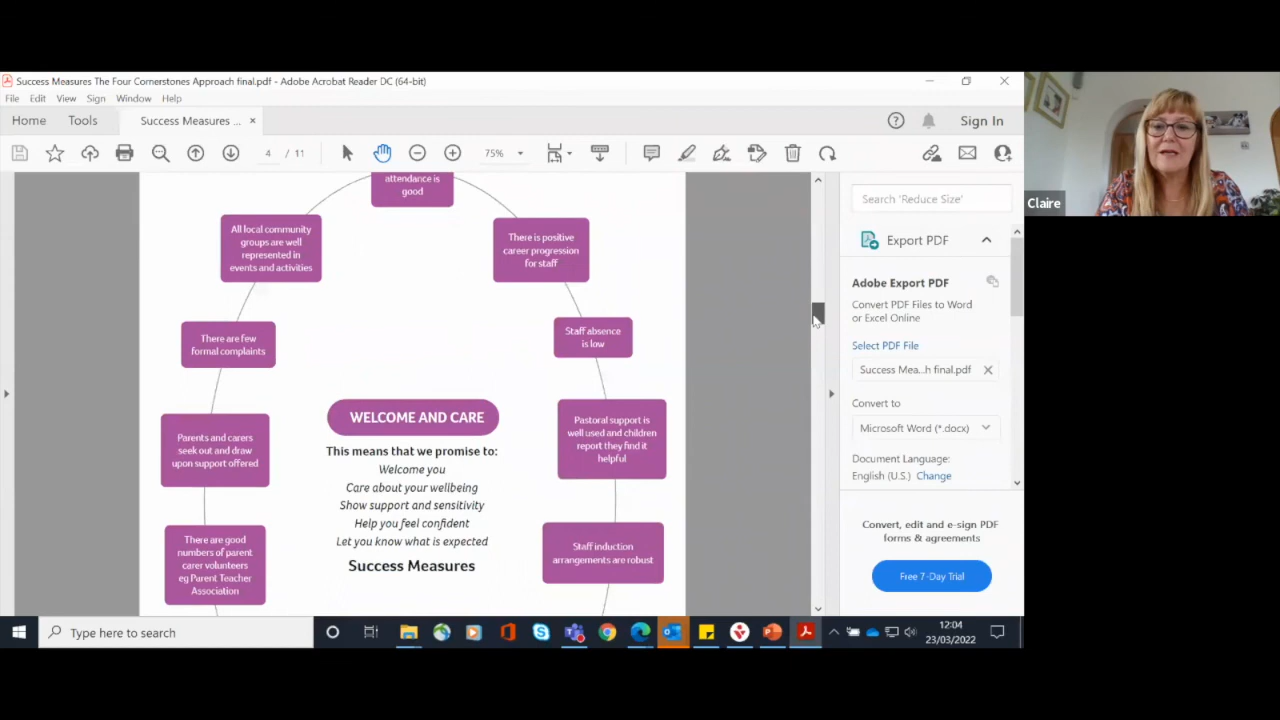 Success Measures The Four Cornerstones Approach final.pdf - Adobe Acrobat Reader DC (64-bit)
File Edit View Sign Window Help
Home Tools Success Measures ... × Sign In
4 / 11 75%
attendance is
good
All local community
groups are well
represented in
events and activities
There is positive
career progression
for staff
There are few
formal complaints
Staff absence
is low
Parents and carers
seek out and draw
upon support offered
Pastoral support is
well used and children
report they find it
helpful
WELCOME AND CARE
This means that we promise to:
Welcome you
Care about your wellbeing
Show support and sensitivity
Help you feel confident
Let you know what is expected
Success Measures
There are good
numbers of parent
carer volunteers
eg Parent Teacher
Association
Staff induction
arrangements are robust
Search 'Reduce Size'
Export PDF
Adobe Export PDF
Convert PDF Files to Word
or Excel Online
Select PDF File
Success Mea...h final.pdf
Convert to
Microsoft Word (*.docx)
Document Language:
English (U.S.) Change
Convert, edit and e-sign PDF
forms & agreements
Free 7-Day Trial
Claire
Type here to search
12:04
23/03/2022